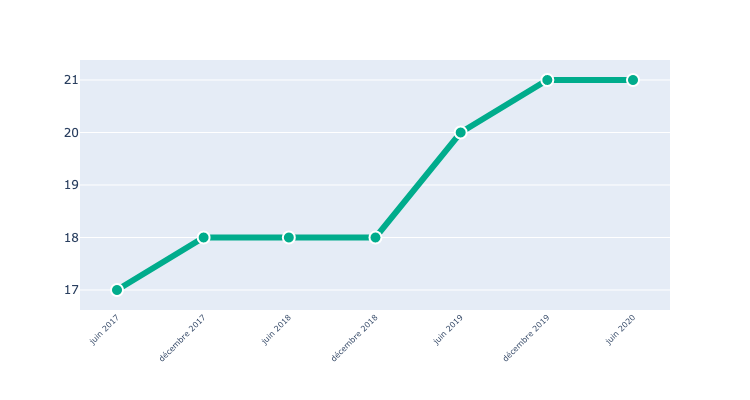 21
20
19
18
17
juin 2017
décembre 2017
juin 2018
décembre 2018
juin 2019
décembre 2019
juin 2020